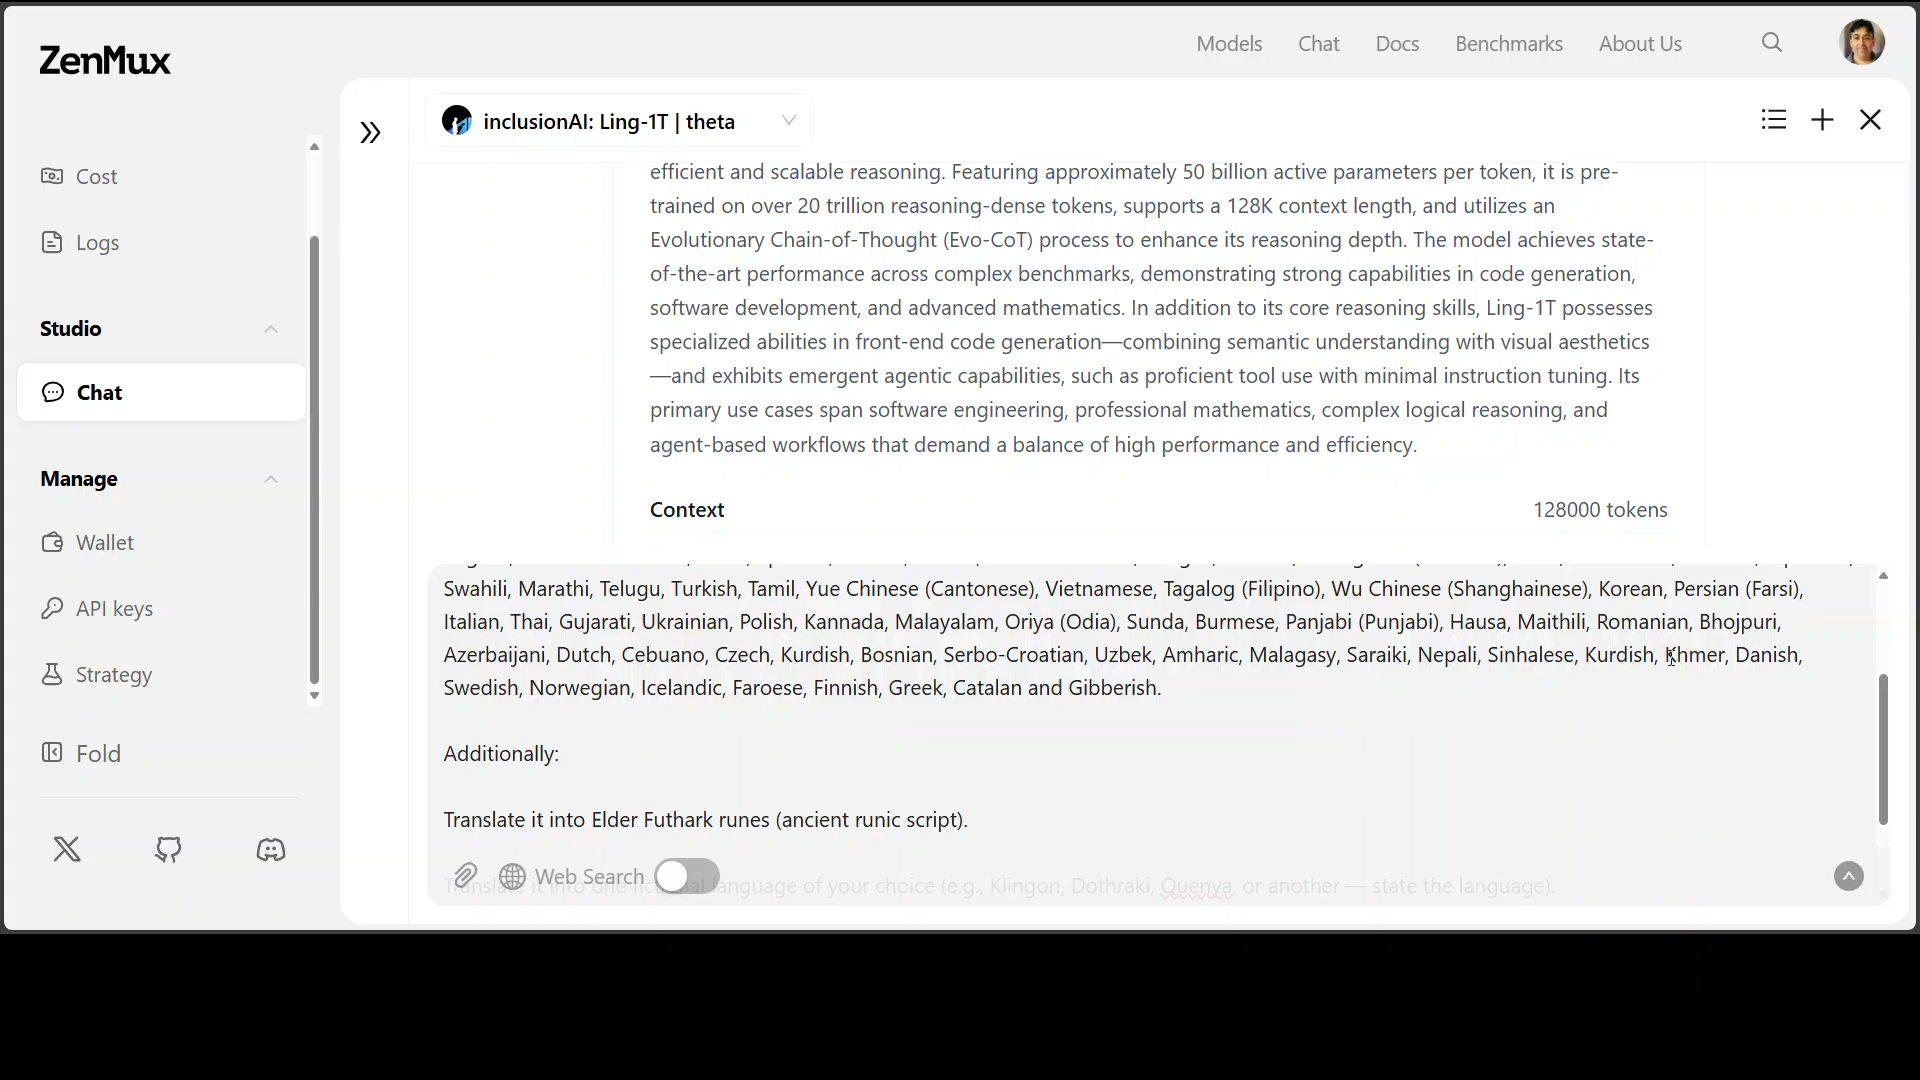 ZenMux
Models
Chat
Docs
Benchmarks
About Us
Cost
Logs
Studio
Chat
Manage
Wallet
API keys
Strategy
Fold
inclusionAI: Ling-1T | theta
efficient and scalable reasoning. Featuring approximately 50 billion active parameters per token, it is pre-
trained on over 20 trillion reasoning-dense tokens, supports a 128K context length, and utilizes an
Evolutionary Chain-of-Thought (Evo-CoT) process to enhance its reasoning depth. The model achieves state-
of-the-art performance across complex benchmarks, demonstrating strong capabilities in code generation,
software development, and advanced mathematics. In addition to its core reasoning skills, Ling-1T possesses
specialized abilities in front-end code generation—combining semantic understanding with visual aesthetics
—and exhibits emergent agentic capabilities, such as proficient tool use with minimal instruction tuning. Its
primary use cases span software engineering, professional mathematics, complex logical reasoning, and
agent-based workflows that demand a balance of high performance and efficiency.
Context
128000 tokens
Swahili, Marathi, Telugu, Turkish, Tamil, Yue Chinese (Cantonese), Vietnamese, Tagalog (Filipino), Wu Chinese (Shanghainese), Korean, Persian (Farsi),
Italian, Thai, Gujarati, Ukrainian, Polish, Kannada, Malayalam, Oriya (Odia), Sunda, Burmese, Panjabi (Punjabi), Hausa, Maithili, Romanian, Bhojpuri,
Azerbaijani, Dutch, Cebuano, Czech, Kurdish, Bosnian, Serbo-Croatian, Uzbek, Amharic, Malagasy, Saraiki, Nepali, Sinhalese, Kurdish, Khmer, Danish,
Swedish, Norwegian, Icelandic, Faroese, Finnish, Greek, Catalan and Gibberish.
Additionally:
Translate it into Elder Futhark runes (ancient runic script).
Web Search
Translate it into one fictional language of your choice (e.g., Klingon, Dothraki, Quenya, or another — state the language).